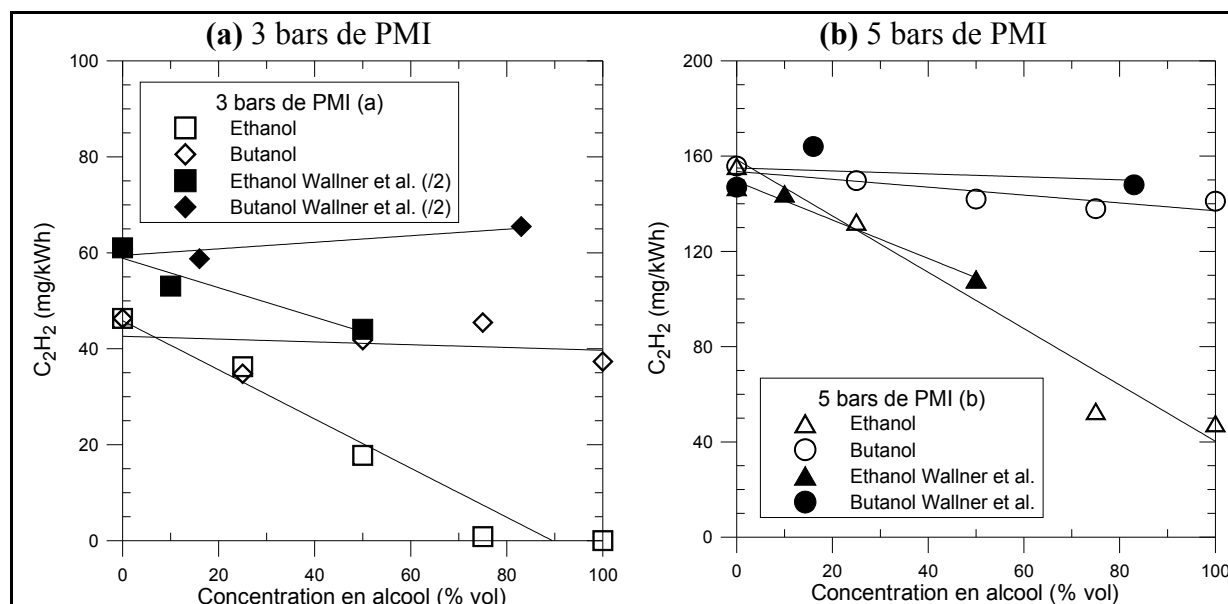 (a) 3 bars de PMI
100
80
60
40
20
0
C2H2 (mg/kWh)
3 bars de PMI (a)
Ethanol
Butanol
Ethanol Wallner et al. (/2)
Butanol Wallner et al. (/2)
0 20 40 60 80 100
Concentration en alcool (% vol)
(b) 5 bars de PMI
200
160
120
80
40
0
C2H2 (mg/kWh)
5 bars de PMI (b)
Ethanol
Butanol
Ethanol Wallner et al.
Butanol Wallner et al.
0 20 40 60 80 100
Concentration en alcool (% vol)